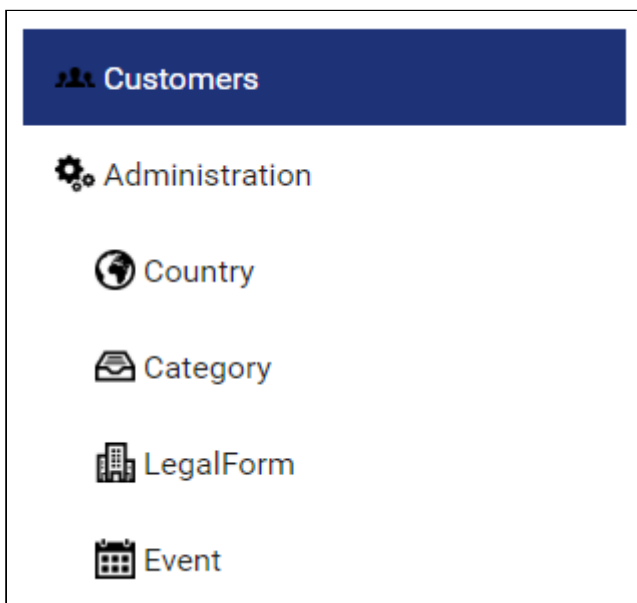 Customers
Administration
Country
Category
LegalForm
Event